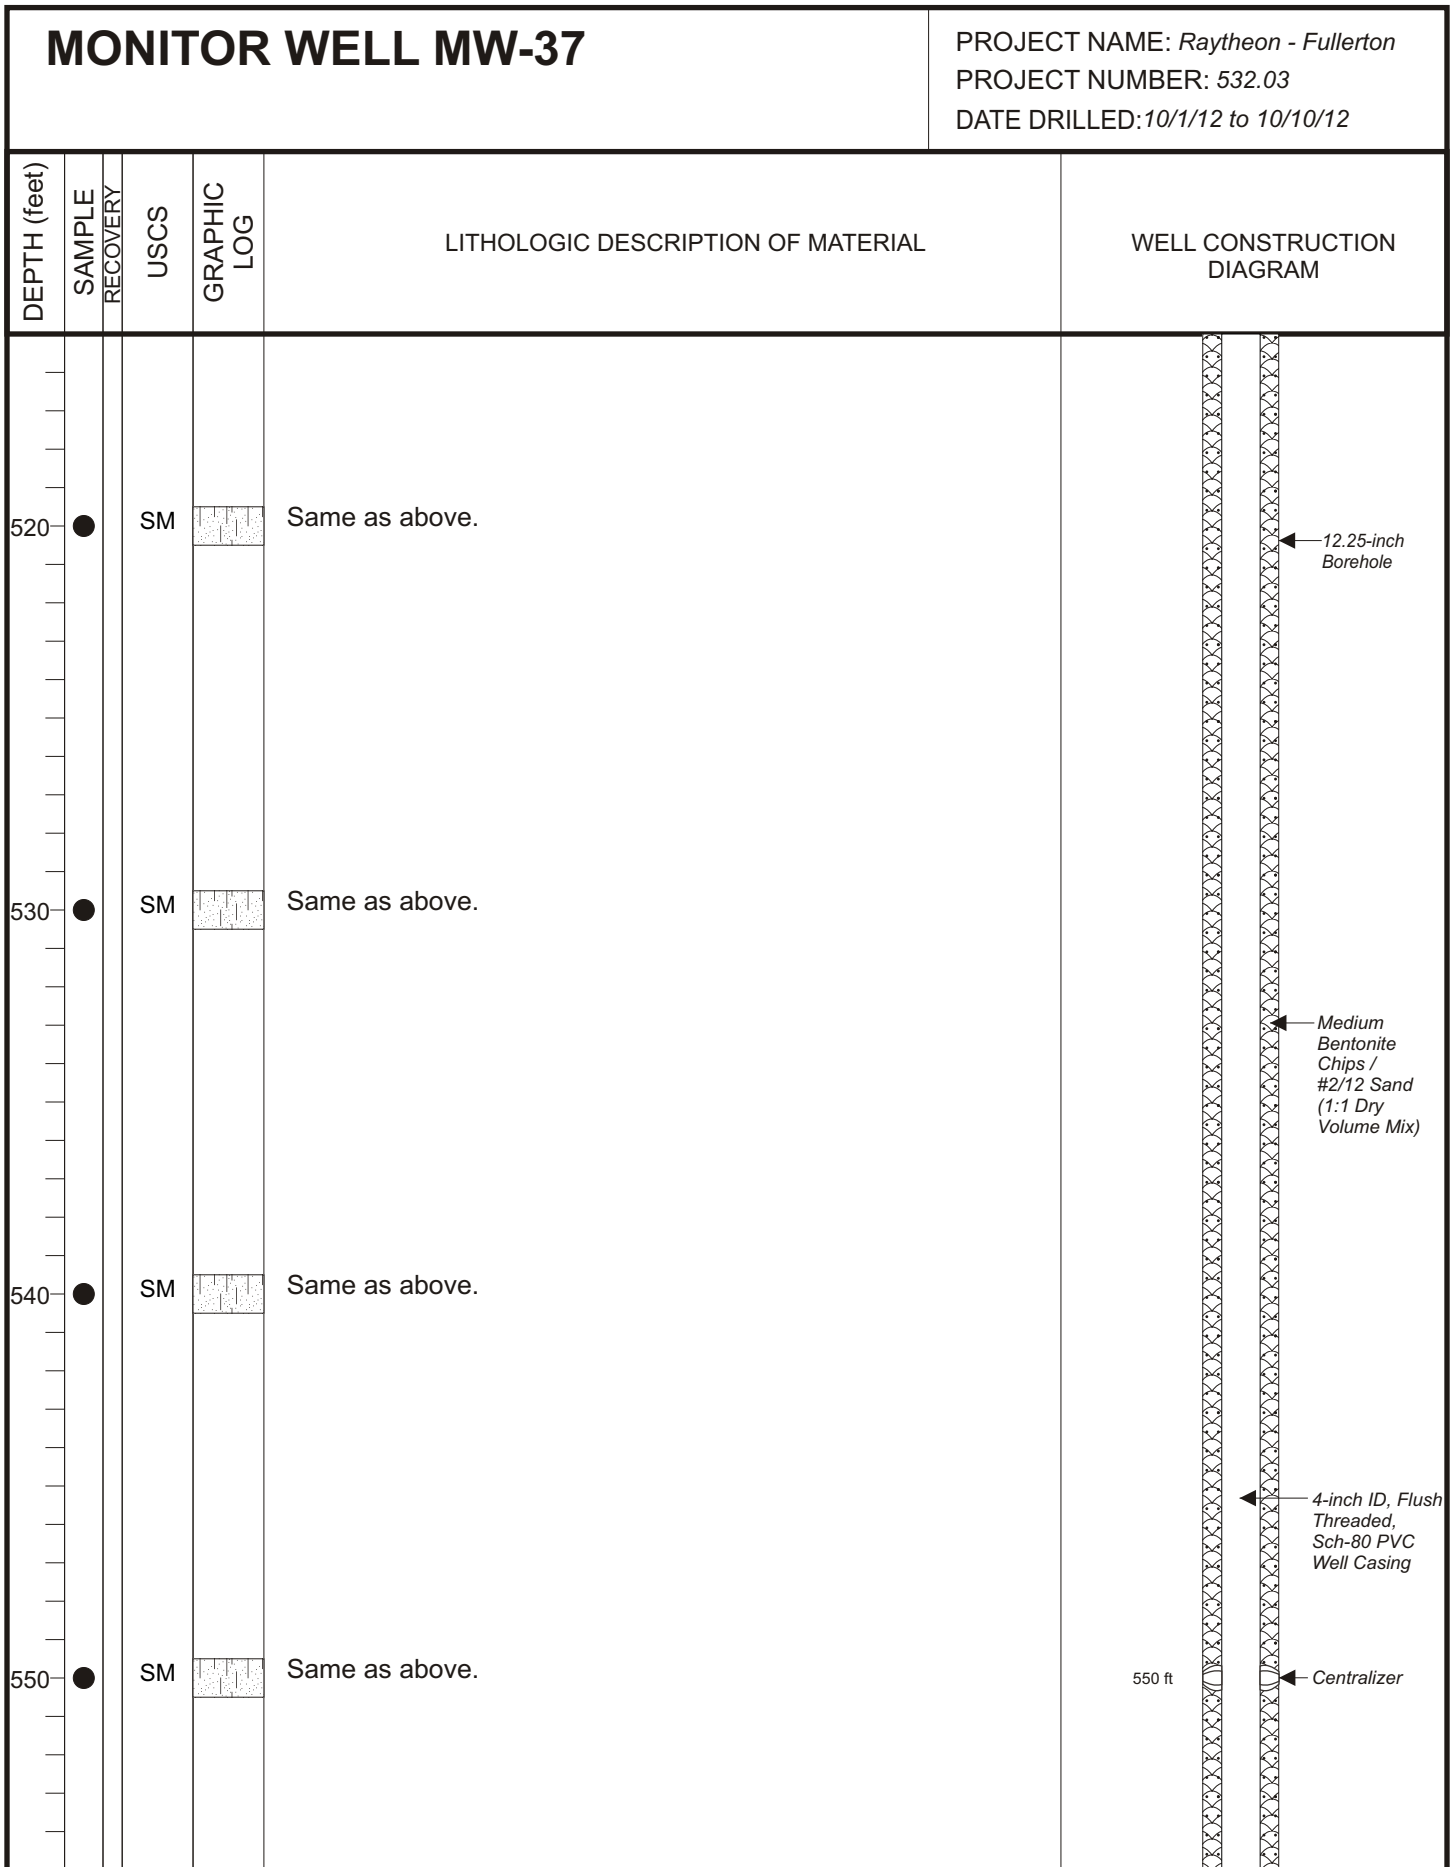 MONITOR WELL MW-37
PROJECT NAME: Raytheon - Fullerton
PROJECT NUMBER: 532.03
DATE DRILLED:10/1/12 to 10/10/12
DEPTH (feet)
SAMPLE
RECOVERY
USCS
GRAPHIC
LOG
LITHOLOGIC DESCRIPTION OF MATERIAL
WELL CONSTRUCTION
DIAGRAM
520 SM Same as above.
12.25-inch
Borehole
530 SM Same as above.
Medium
Bentonite
Chips /
#2/12 Sand
(1:1 Dry
Volume Mix)
540 SM Same as above.
4-inch ID, Flush
Threaded,
Sch-80 PVC
Well Casing
550 SM Same as above. 550 ft Centralizer